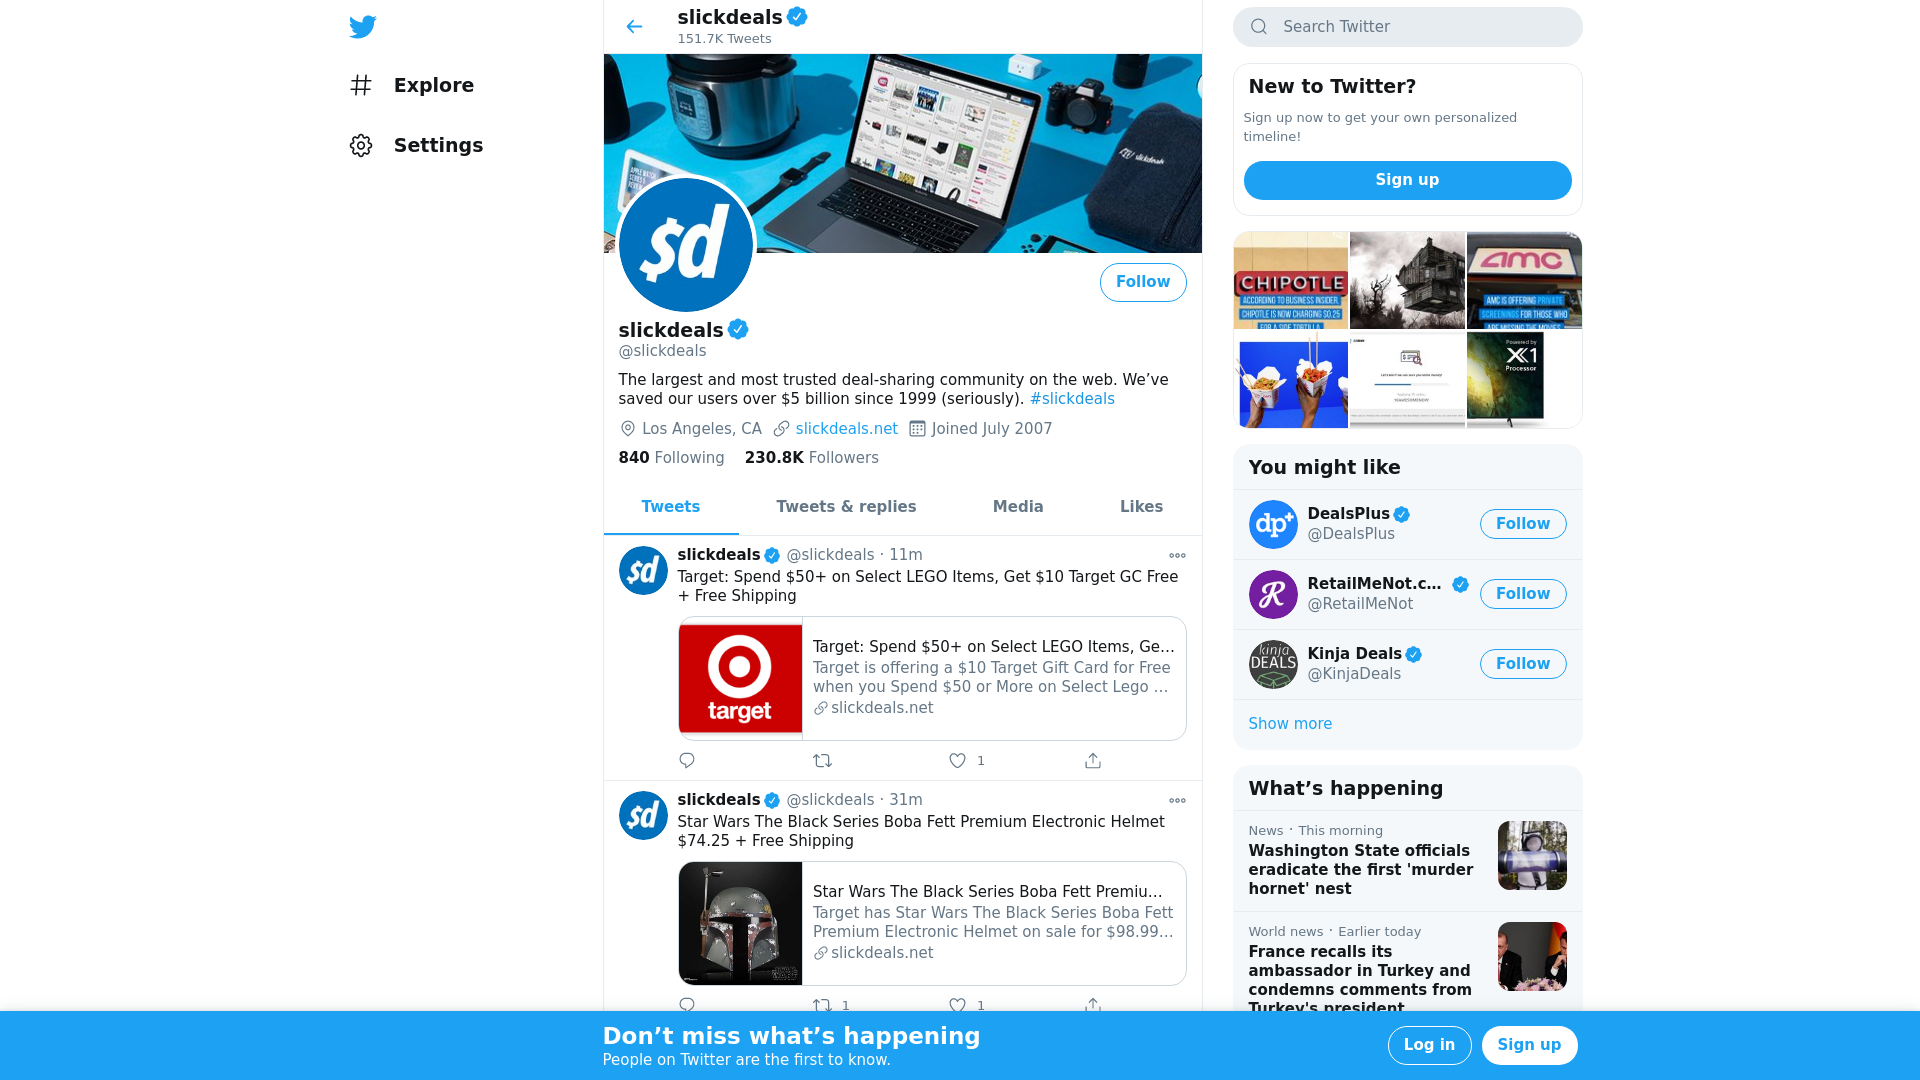 slickdeals
151.7K Tweets
Search Twitter
Explore
Settings
New to Twitter?
Sign up now to get your own personalized
timeline!
Sign up
slickdeals
$d
Follow
slickdeals
@slickdeals
The largest and most trusted deal-sharing community on the web. We’ve
saved our users over $5 billion since 1999 (seriously). #slickdeals
Los Angeles, CA slickdeals.net Joined July 2007
840 Following 230.8K Followers
Tweets Tweets & replies Media Likes
slickdeals @slickdeals · 11m
$d
Target: Spend $50+ on Select LEGO Items, Get $10 Target GC Free
+ Free Shipping
target
Target: Spend $50+ on Select LEGO Items, Ge…
Target is offering a $10 Target Gift Card for Free
when you Spend $50 or More on Select Lego …
slickdeals.net
1
slickdeals @slickdeals · 31m
$d
Star Wars The Black Series Boba Fett Premium Electronic Helmet
$74.25 + Free Shipping
Star Wars The Black Series Boba Fett Premiu…
Target has Star Wars The Black Series Boba Fett
Premium Electronic Helmet on sale for $98.99…
slickdeals.net
1 1
CHIPOTLE
ACCORDING TO BUSINESS INSIDER
CHIPOTLE IS NOW CHARGING $0.25
FOR A SIDE TORTILLA
amc
AMC IS OFFERING PRIVATE
SCREENINGS FOR THOSE WHO
ARE MISSING THE MOVIES
Powered by
X1
Processor
You might like
dp+
DealsPlus
@DealsPlus
Follow
R
RetailMeNot.c…
@RetailMeNot
Follow
kinja
DEALS
Kinja Deals
@KinjaDeals
Follow
Show more
What’s happening
News · This morning
Washington State officials
eradicate the first 'murder
hornet' nest
World news · Earlier today
France recalls its
ambassador in Turkey and
condemns comments from
Turkey's president
Don’t miss what’s happening
People on Twitter are the first to know.
Log in
Sign up